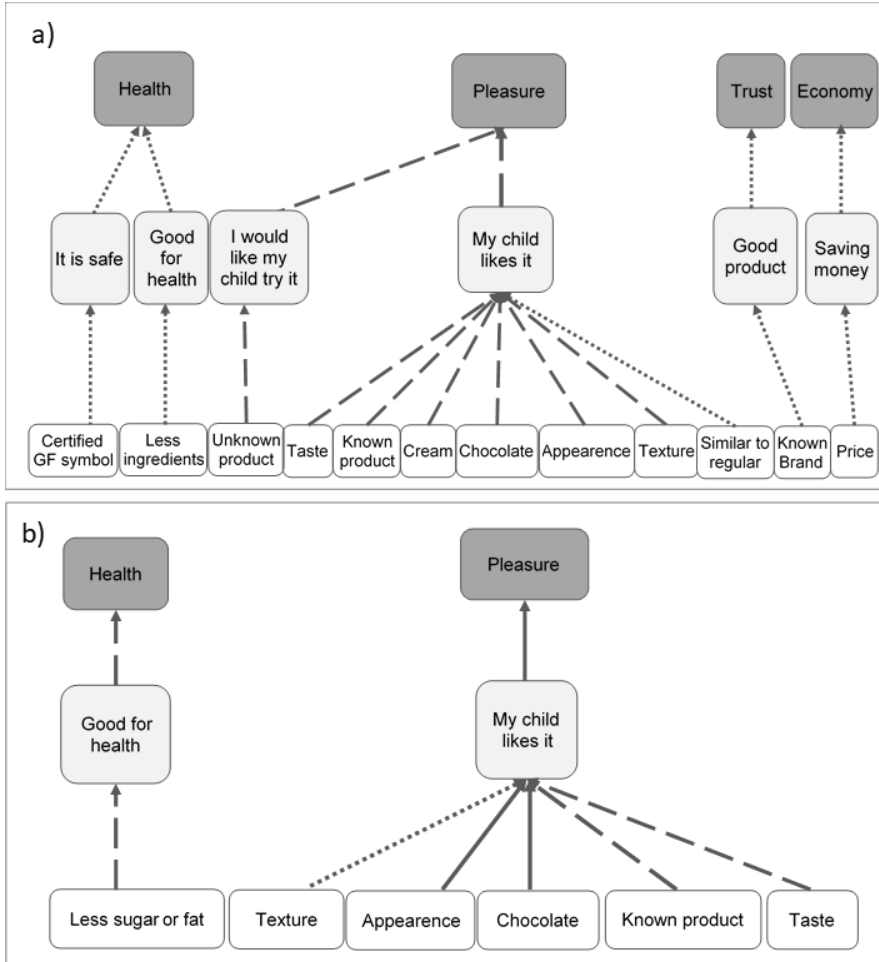 a)
Health
Pleasure
Trust
Economy
It is safe
Good
for
health
I would
like my
child try it
My child
likes it
Good
product
Saving
money
Certified
GF symbol
Less
ingredients
Unknown
product
Taste
Known
product
Cream
Chocolate
Appearence
Texture
Similar to
regular
Known
Brand
Price
b)
Health
Pleasure
Good for
health
My child
likes it
Less sugar or fat
Texture
Appearence
Chocolate
Known product
Taste